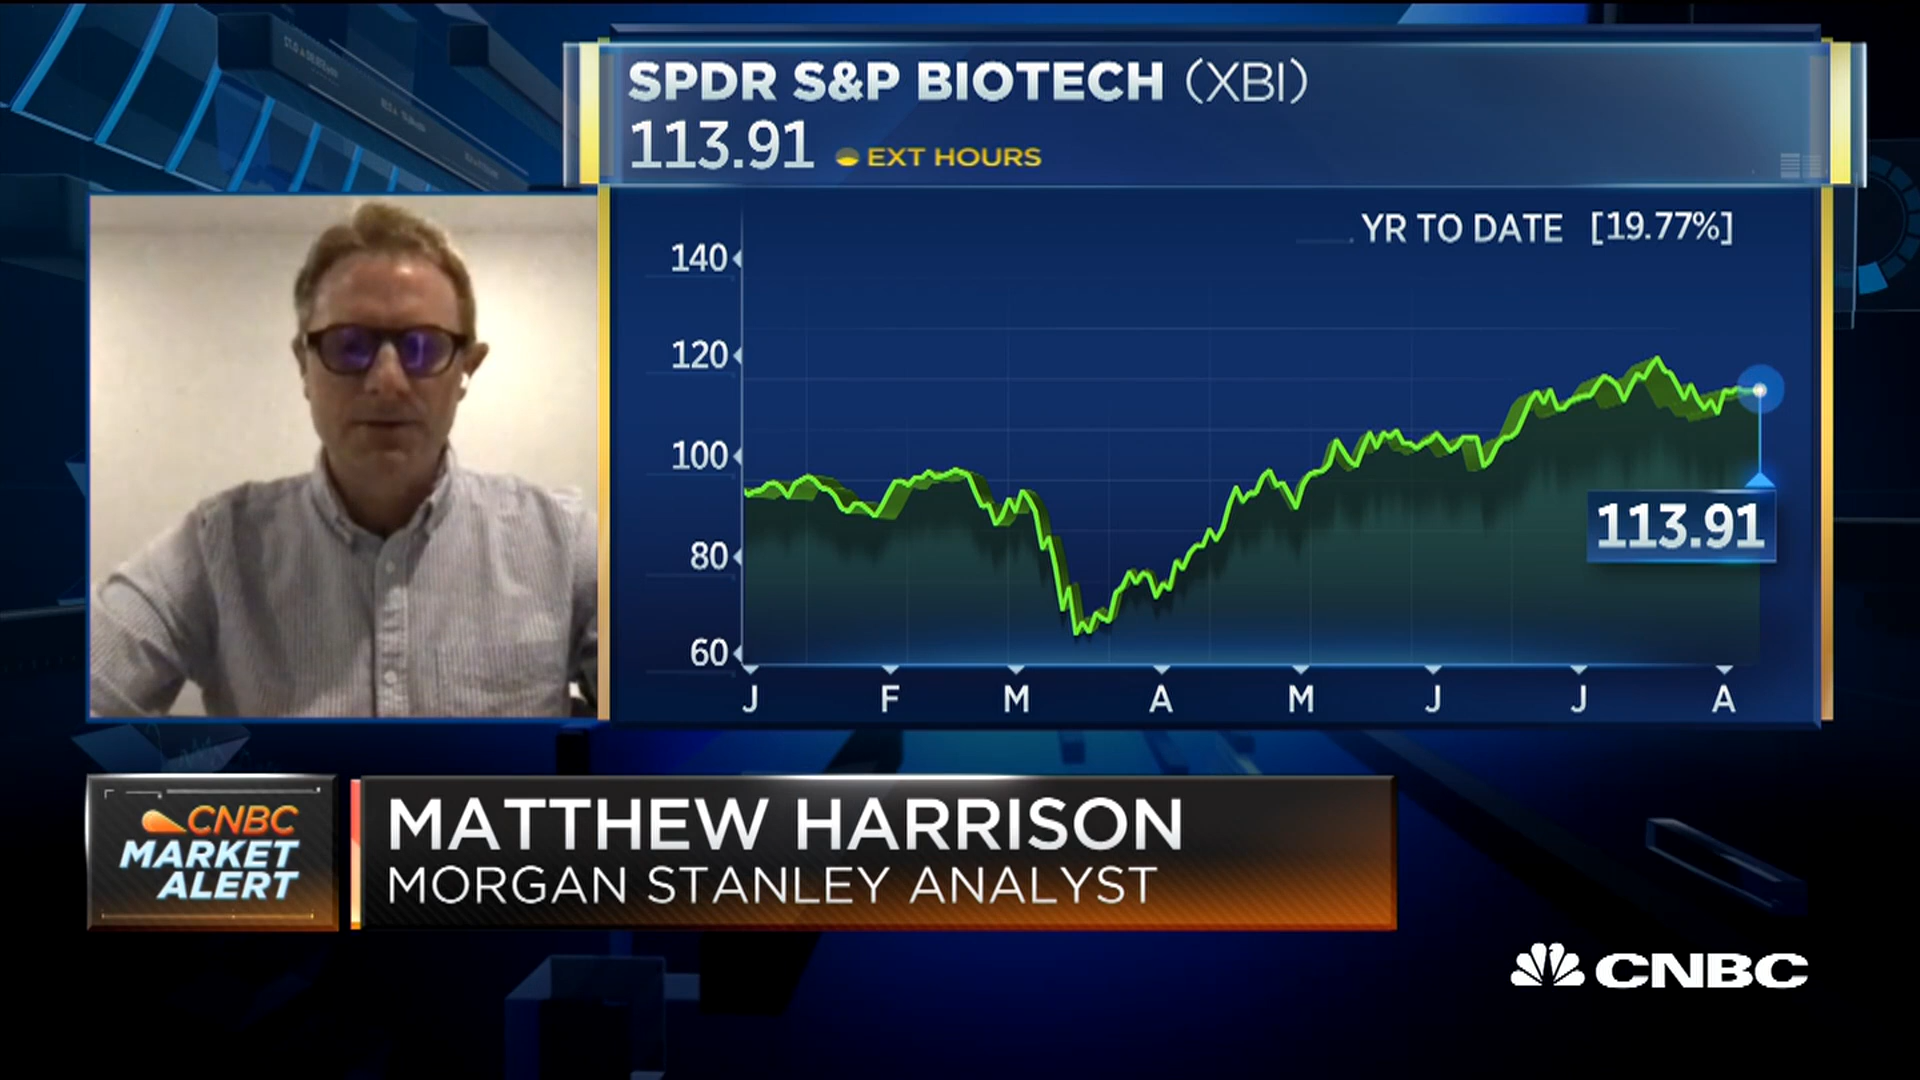 SPDR S&P BIOTECH (XBI)
113.91 EXT HOURS
YR TO DATE [19.77%]
140
120
100
80
60
113.91
J F M A M J J A
CNBC
MARKET
ALERT
MATTHEW HARRISON
MORGAN STANLEY ANALYST
CNBC